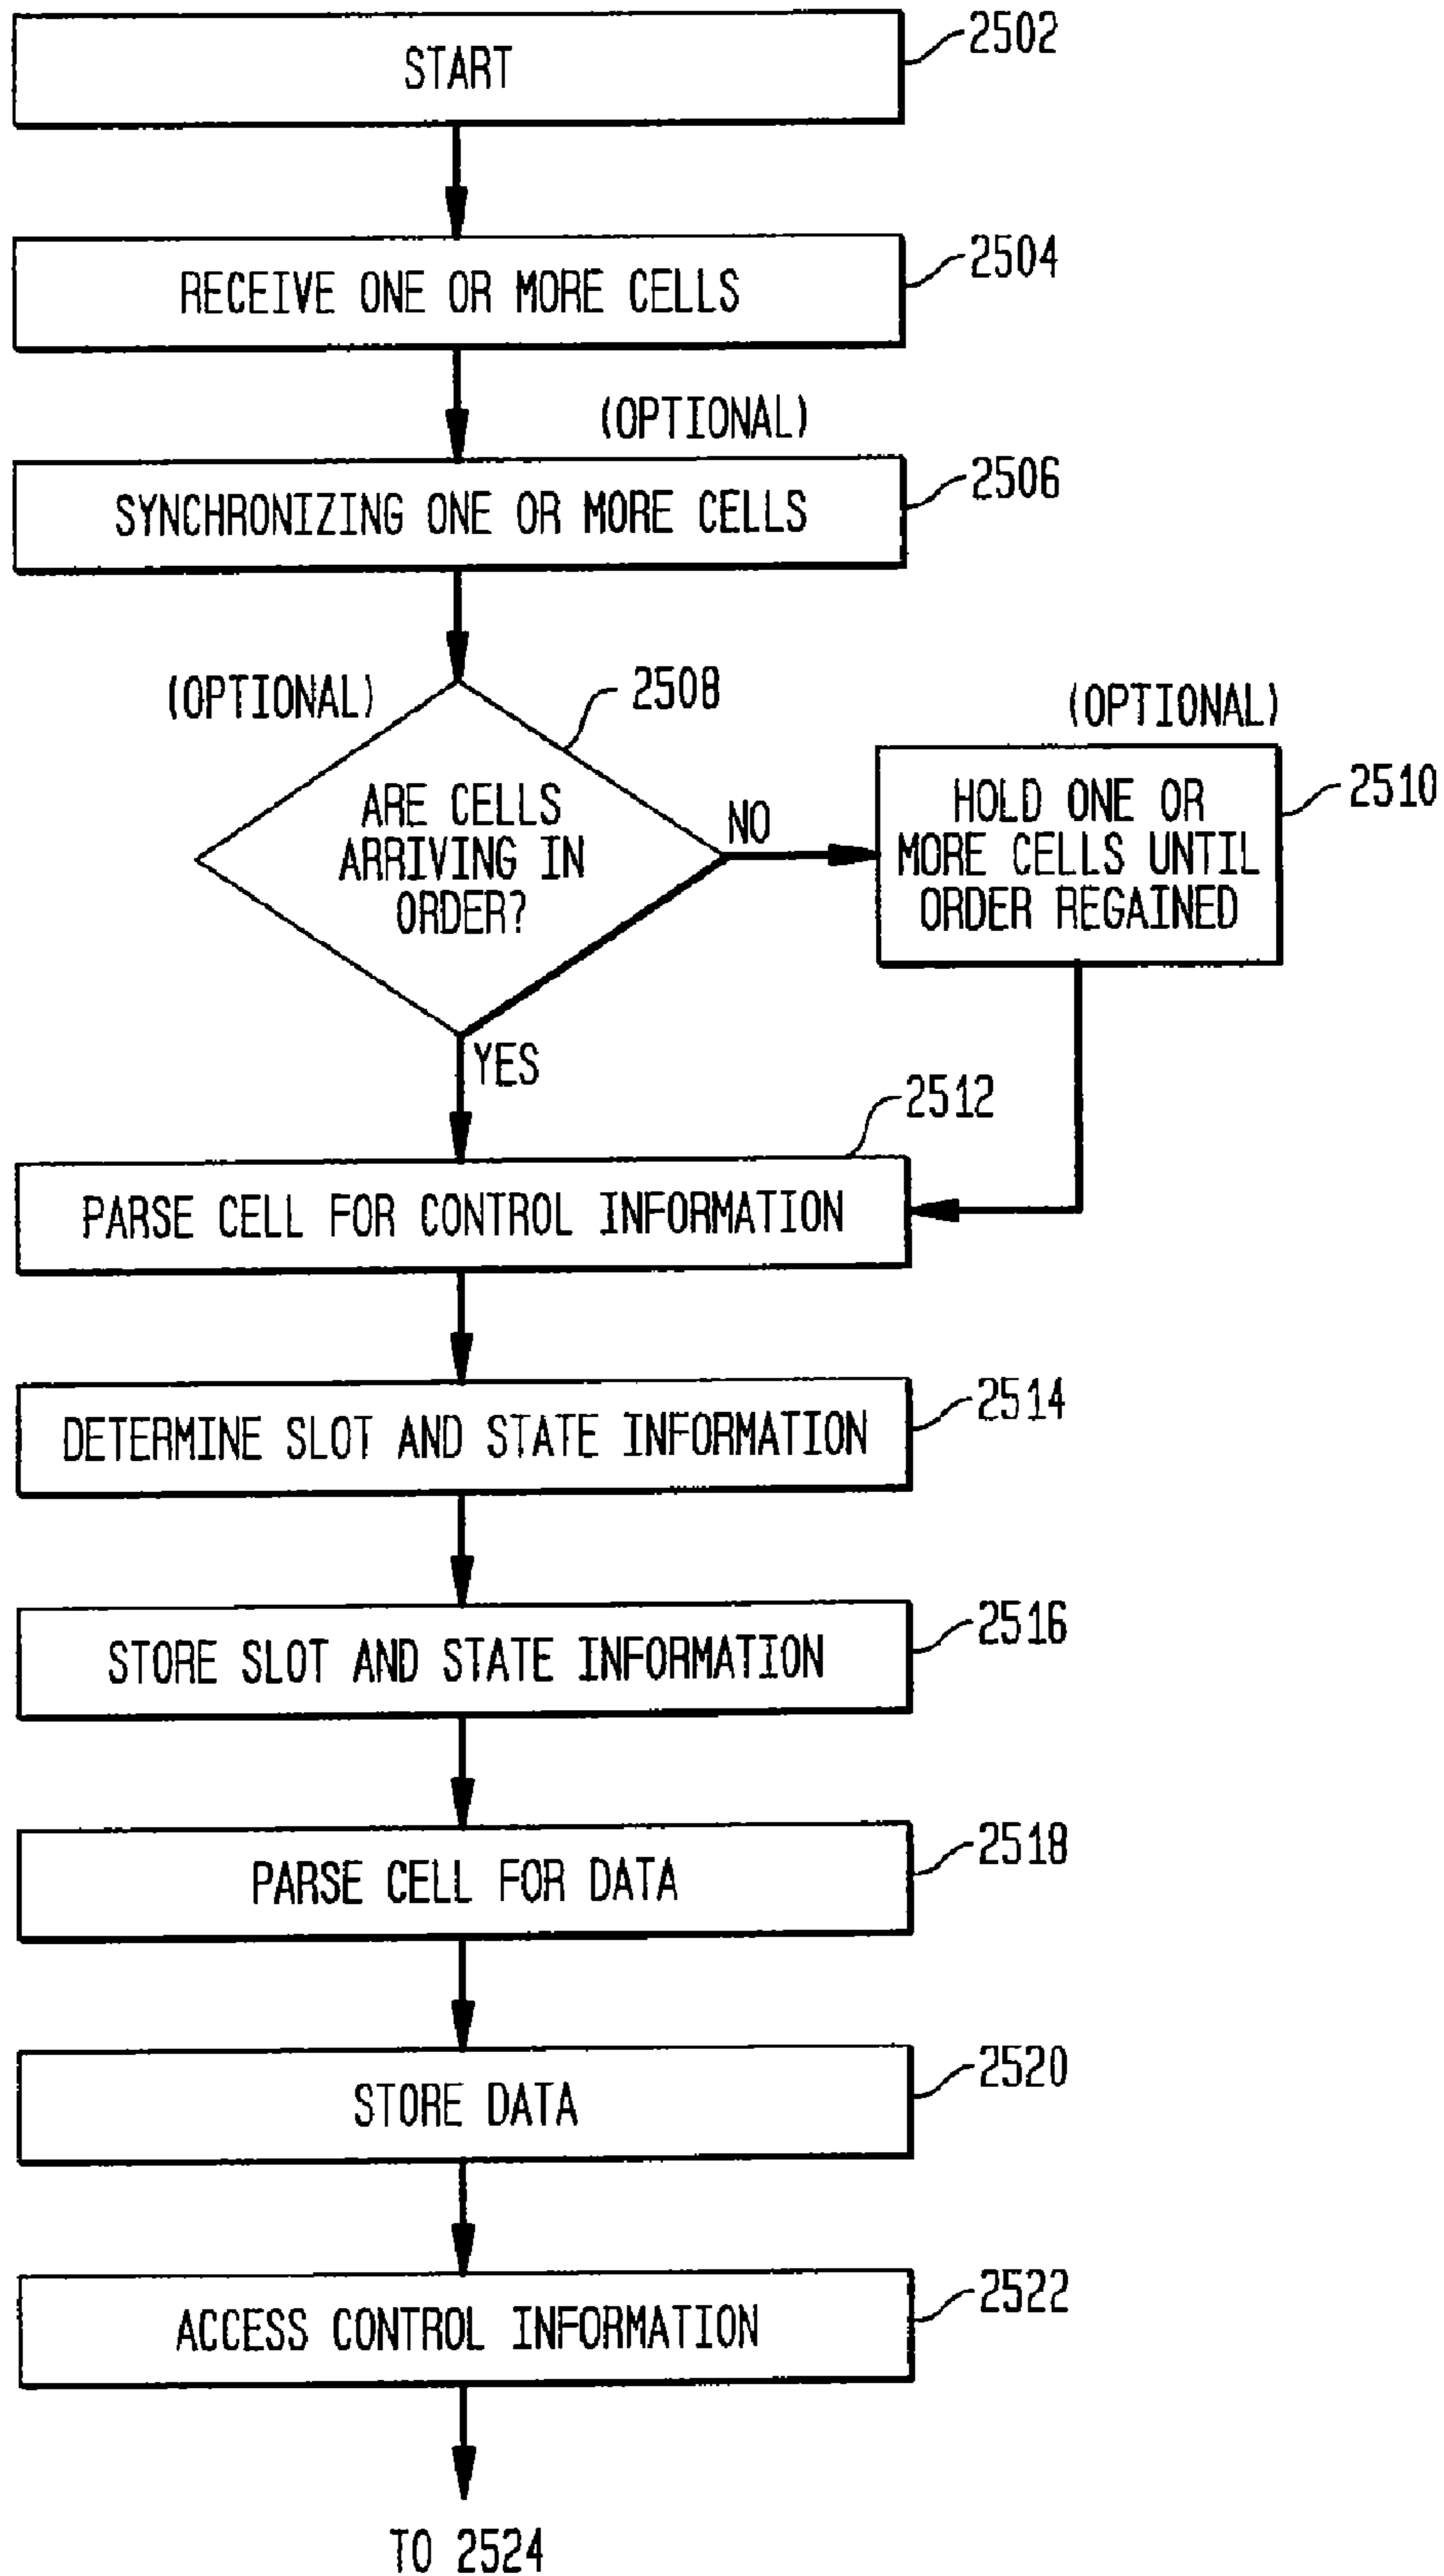 START
2502
RECEIVE ONE OR MORE CELLS
2504
(OPTIONAL)
SYNCHRONIZING ONE OR MORE CELLS
2506
(OPTIONAL)
2508
ARE CELLS
ARRIVING IN
ORDER?
NO
YES
(OPTIONAL)
HOLD ONE OR
MORE CELLS UNTIL
ORDER REGAINED
2510
2512
PARSE CELL FOR CONTROL INFORMATION
DETERMINE SLOT AND STATE INFORMATION
2514
STORE SLOT AND STATE INFORMATION
2516
PARSE CELL FOR DATA
2518
STORE DATA
2520
ACCESS CONTROL INFORMATION
2522
TO 2524